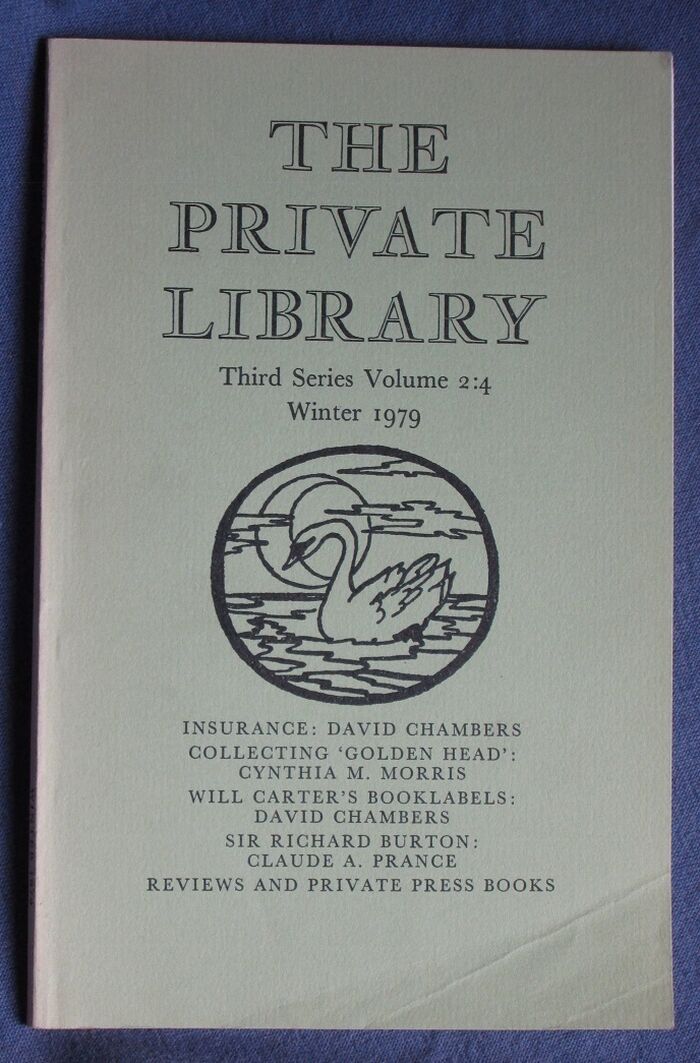 THE
PRIVATE
LIBRARY
Third Series Volume 2:4
Winter 1979
INSURANCE: DAVID CHAMBERS
COLLECTING ‘GOLDEN HEAD’:
CYNTHIA M. MORRIS
WILL CARTER’S BOOKLABELS:
DAVID CHAMBERS
SIR RICHARD BURTON:
CLAUDE A. PRANCE
REVIEWS AND PRIVATE PRESS BOOKS